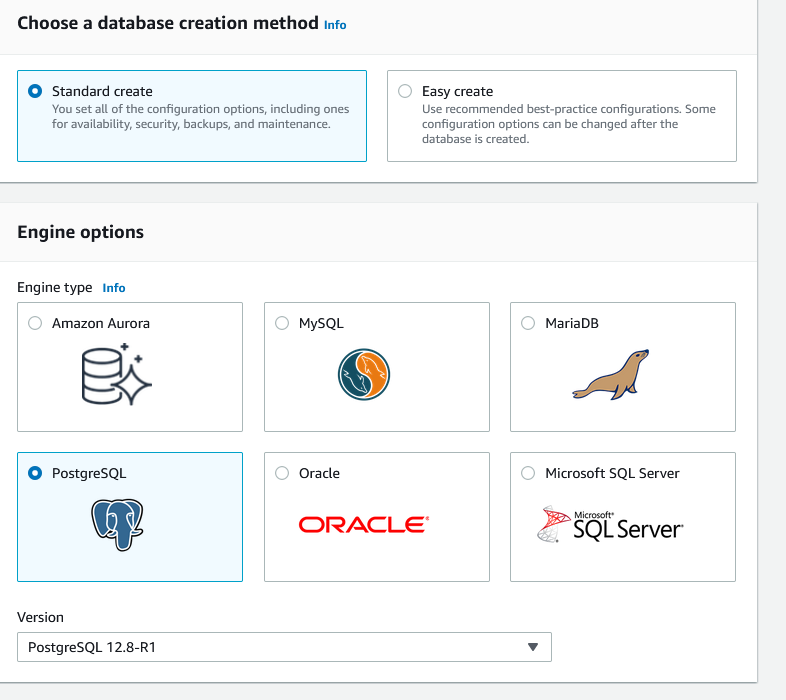 Choose a database creation method Info
Standard create
You set all of the configuration options, including ones
for availability, security, backups, and maintenance.
Easy create
Use recommended best-practice configurations. Some
configuration options can be changed after the
database is created.
Engine options
Engine type Info
Amazon Aurora
MySQL
MariaDB
PostgreSQL
Oracle
ORACLE®
Microsoft SQL Server
Microsoft®
SQL Server®
Version
PostgreSQL 12.8-R1